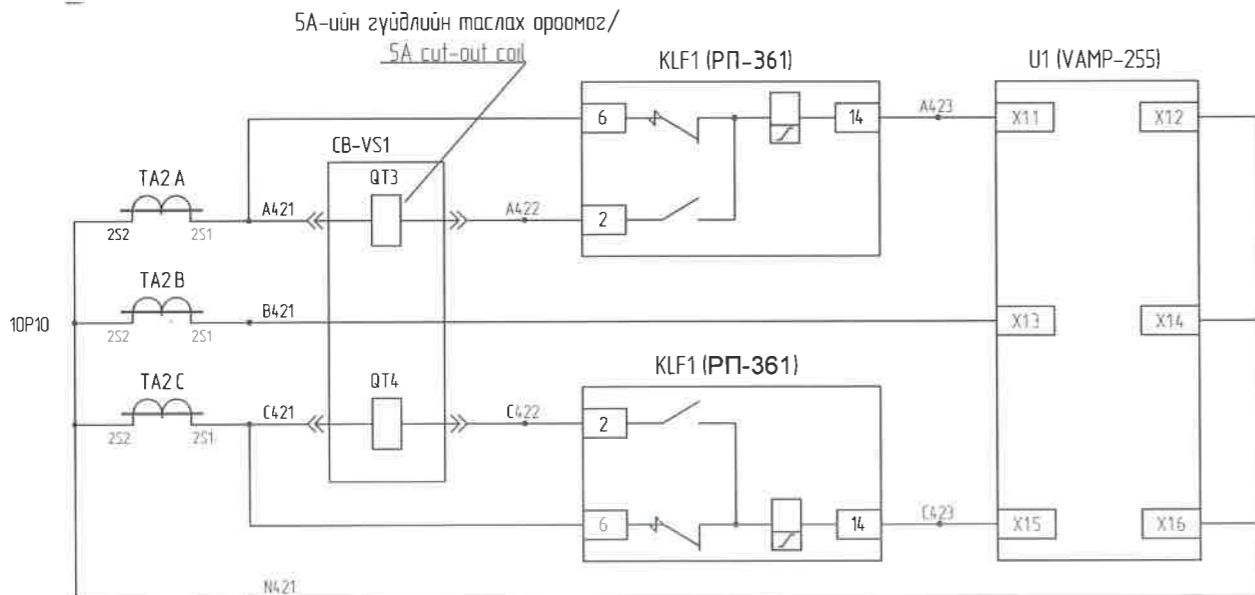 5А-ийн гүйдлийн таслах ороомог/
5A cut-out coil
KLF1 (РП-361)
U1 (VAMP-255)
6
14
A423
X11
X12
CB-VS1
TA2 A
QT3
A421
A422
2
2S2
2S1
TA2 B
10P10
B421
X13
X14
2S2
2S1
KLF1 (РП-361)
TA2 C
QT4
C421
C422
2
2S2
2S1
6
14
C423
X15
X16
N421